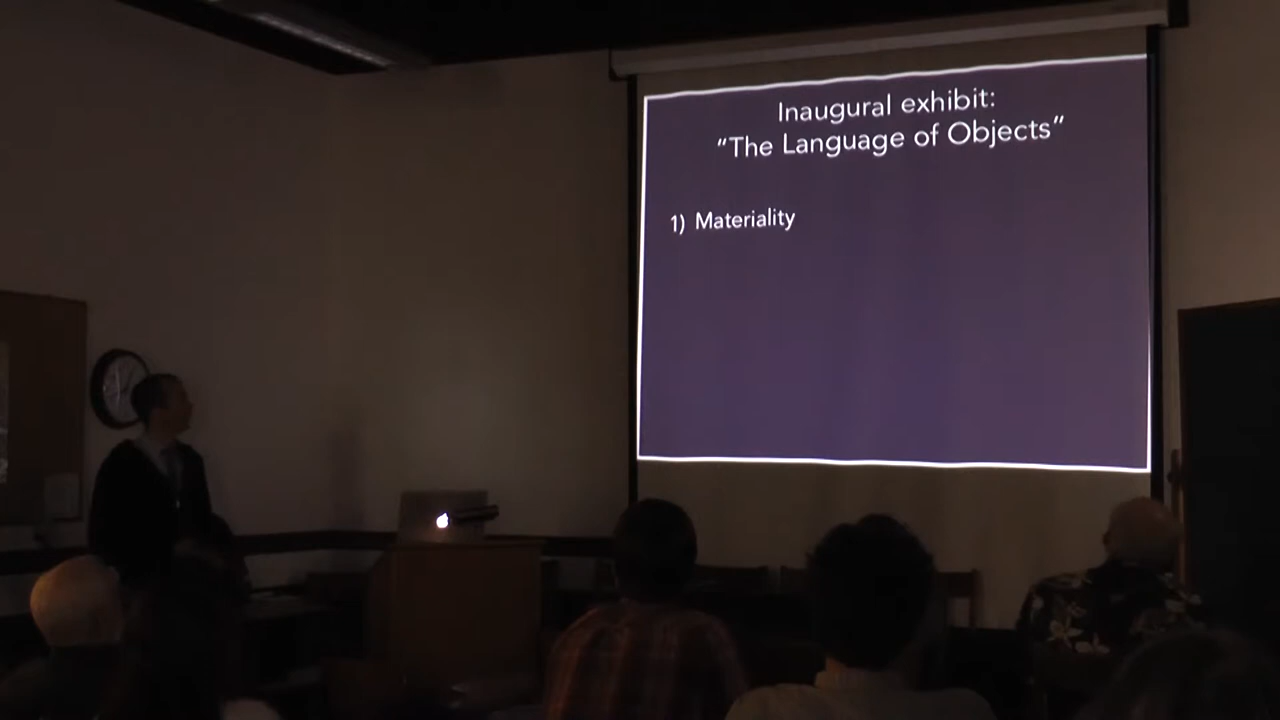 Inaugural exhibit:
“The Language of Objects”
1) Materiality